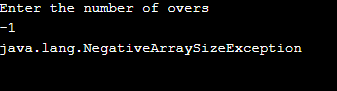 Enter the number of overs
-1
java.lang.NegativeArraySizeException